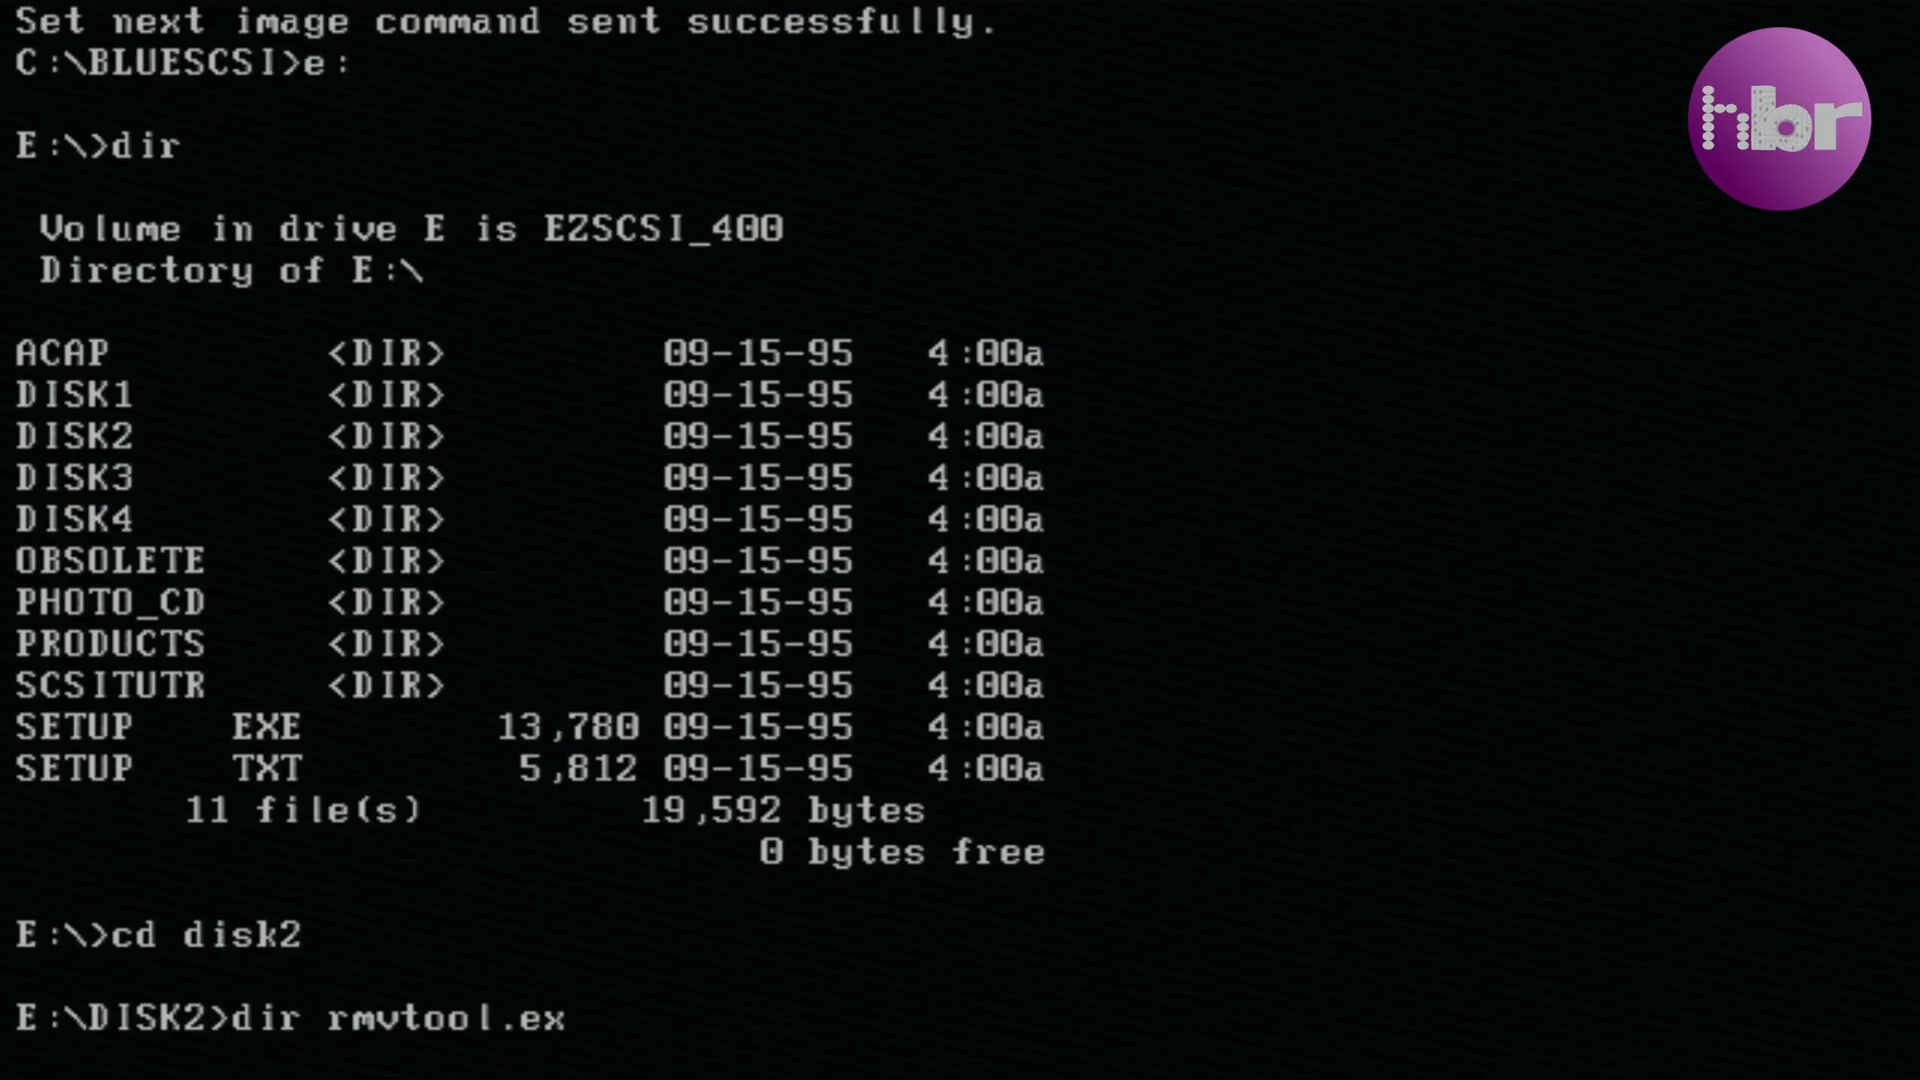 Set next image command sent successfully.
C:\BLUESCSI>e:
E:\>dir
Volume in drive E is EZSCSI_400
Directory of E:\
ACAP <DIR> 09-15-95 4:00a
DISK1 <DIR> 09-15-95 4:00a
DISK2 <DIR> 09-15-95 4:00a
DISK3 <DIR> 09-15-95 4:00a
DISK4 <DIR> 09-15-95 4:00a
OBSOLETE <DIR> 09-15-95 4:00a
PHOTO_CD <DIR> 09-15-95 4:00a
PRODUCTS <DIR> 09-15-95 4:00a
SCSITUTR <DIR> 09-15-95 4:00a
SETUP EXE 13,780 09-15-95 4:00a
SETUP TXT 5,812 09-15-95 4:00a
11 file(s) 19,592 bytes
0 bytes free
E:\>cd disk2
E:\DISK2>dir rmvtool.ex
hbr